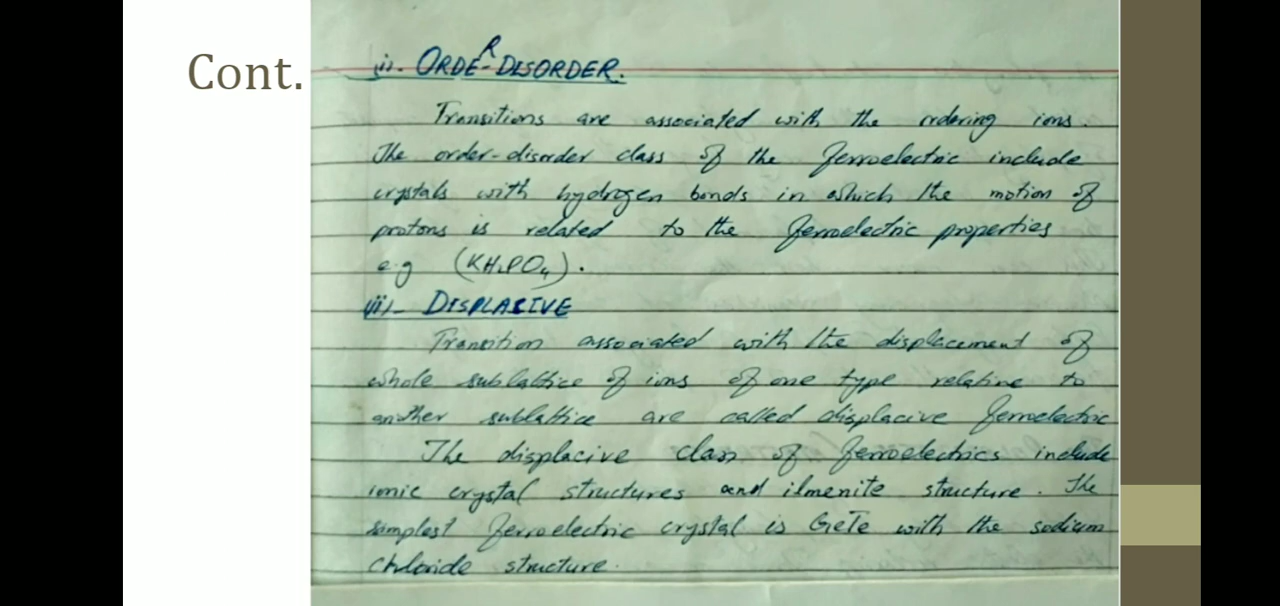 Cont.
(i)- ORDER-DISORDER.
Transitions are associated with the ordering ions.
The order-disorder class of the ferroelectric include
crystals with hydrogen bonds in which the motion of
protons is related to the ferroelectric properties
e.g (KH₂PO₄).
(ii)- DISPLACIVE
Transition associated with the displacement of
whole sublattice of ions of one type relative to
another sublattice are called displacive ferroelectric
The displacive class of ferroelectrics include
ionic crystal structures and ilmenite structure. The
simplest ferroelectric crystal is GeTe with the sodium
chloride structure.